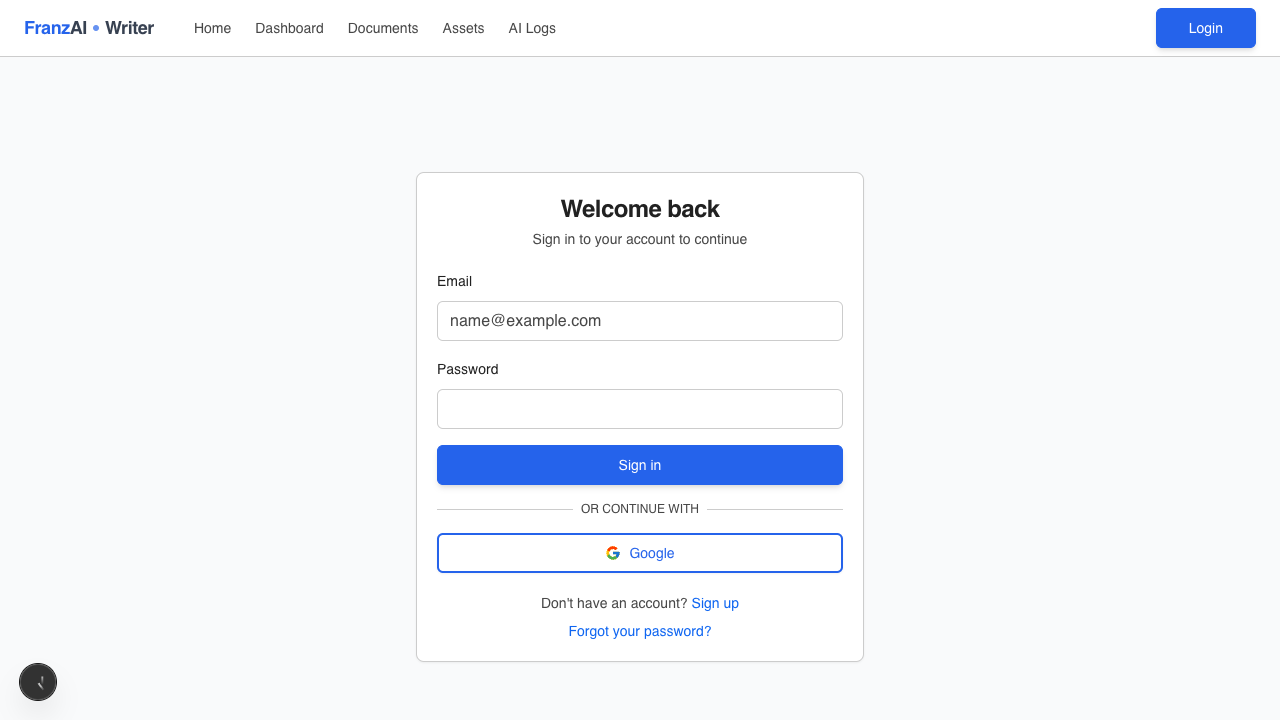 FranzAI • Writer
Home
Dashboard
Documents
Assets
AI Logs
Login
Welcome back
Sign in to your account to continue
Email
name@example.com
Password
Sign in
OR CONTINUE WITH
Google
Don't have an account? Sign up
Forgot your password?